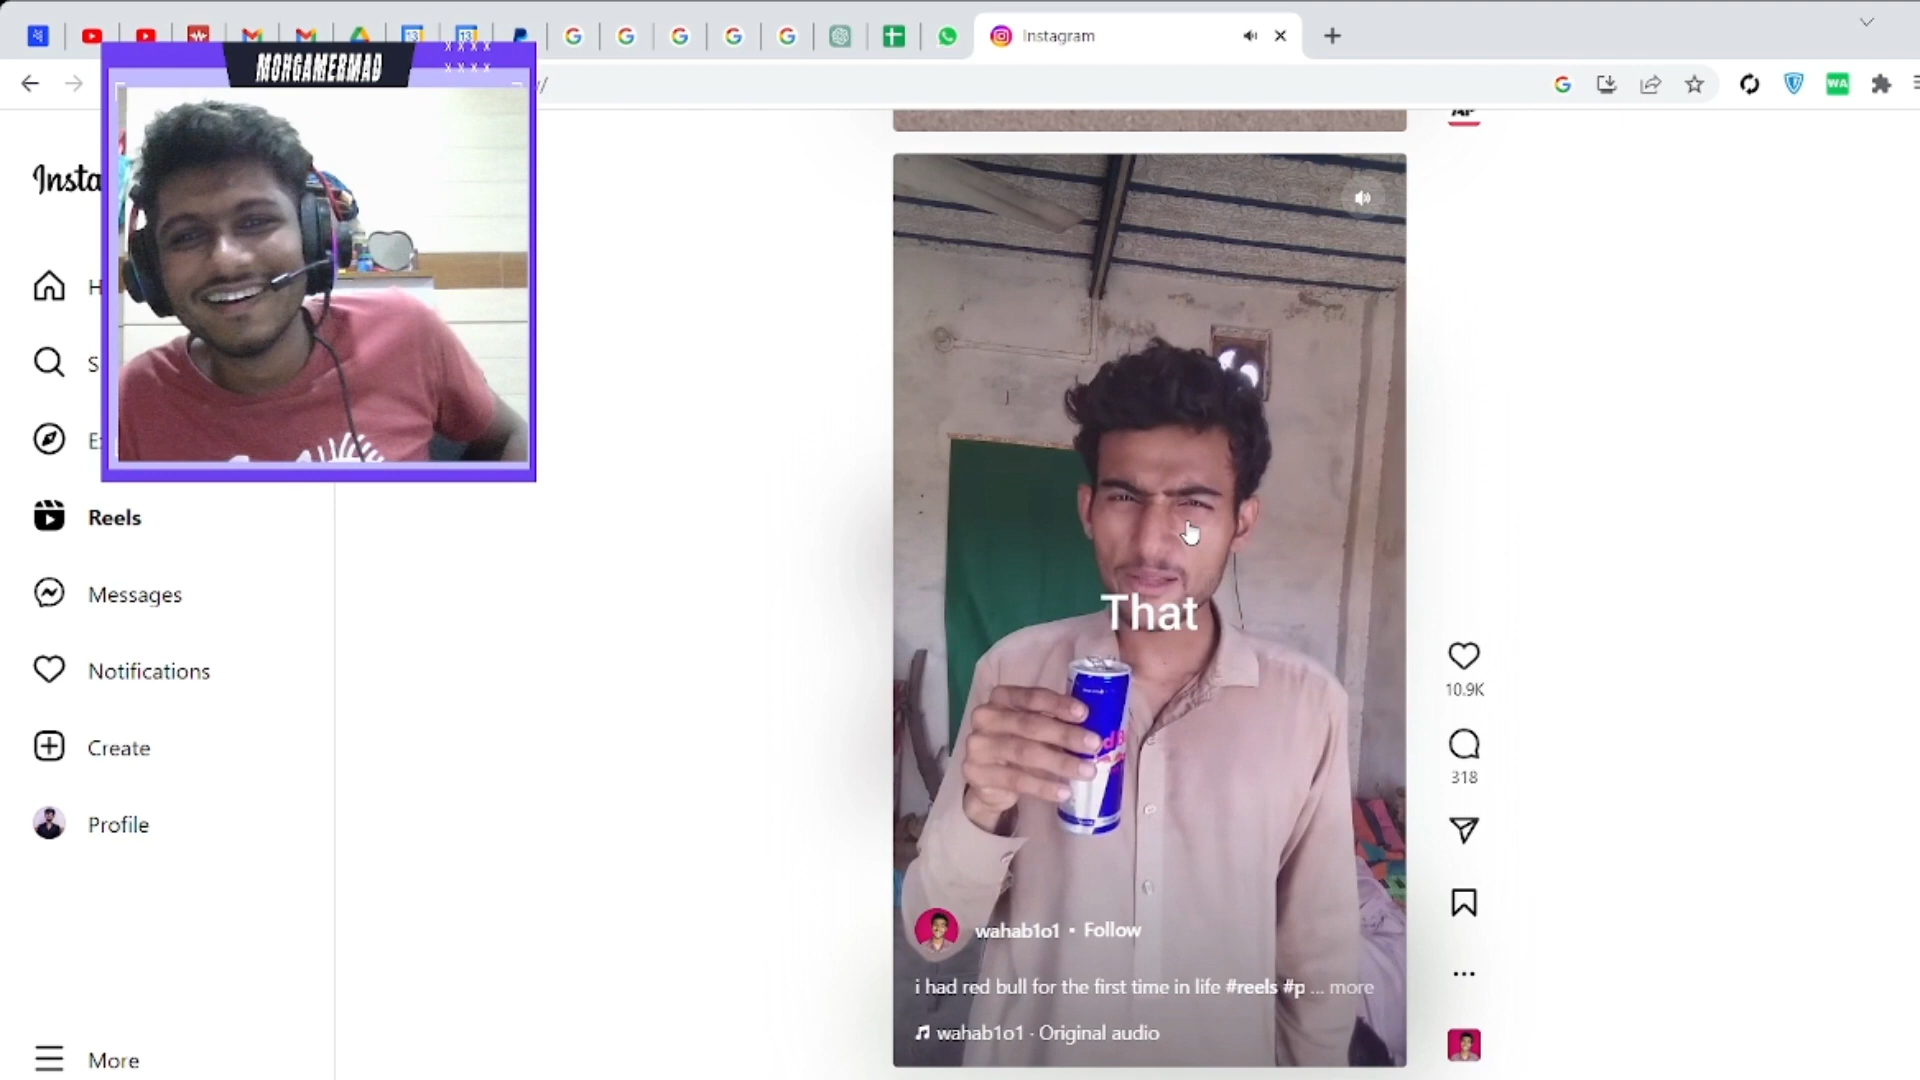 Instagram
MOHGAMERMAD
X X X X
X X X X
/
WA
Insta
H
S
E
Reels
Messages
Notifications
Create
Profile
More
That
10.9K
318
wahab1o1 • Follow
i had red bull for the first time in life #reels #p ... more
wahab1o1 · Original audio